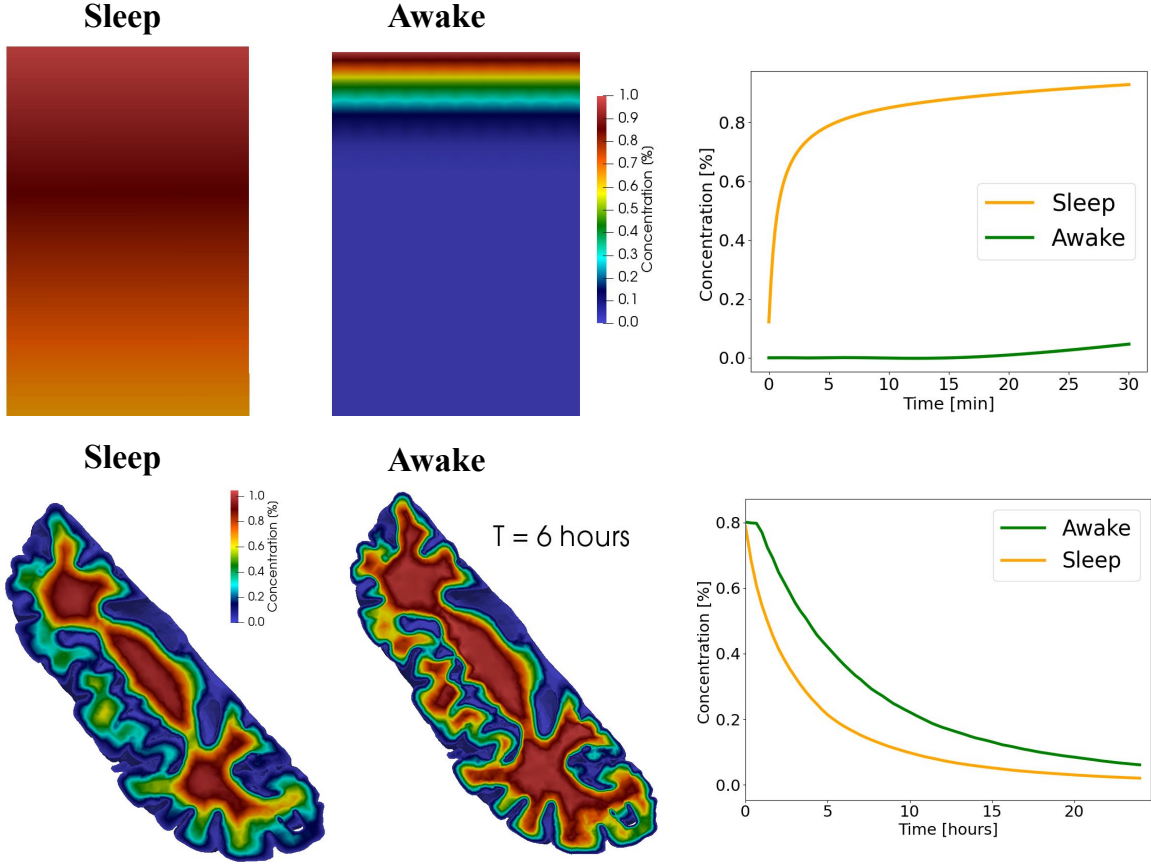 Sleep
Awake
1.0
0.9
0.8
0.7
0.6
0.5
0.4
0.3
0.2
0.1
0.0
Concentration (%)
0.8
0.6
0.4
0.2
0.0
Concentration [%]
Sleep
Awake
0 5 10 15 20 25 30
Time [min]
Sleep
Awake
1.0
0.8
0.6
0.4
0.2
0.0
Concentration (%)
T = 6 hours
0.8
0.6
0.4
0.2
0.0
Concentration [%]
Awake
Sleep
0 5 10 15 20
Time [hours]